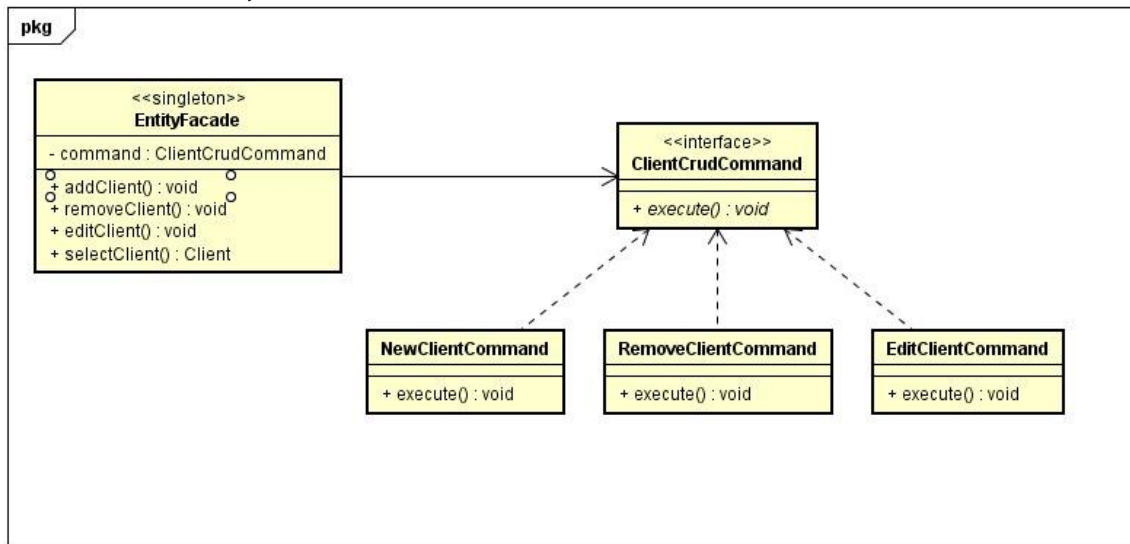 pkg
<<singleton>>
EntityFacade
- command : ClientCrudCommand
+ addClient() : void
+ removeClient() : void
+ editClient() : void
+ selectClient() : Client
<<interface>>
ClientCrudCommand
+ execute() : void
NewClientCommand
+ execute() : void
RemoveClientCommand
+ execute() : void
EditClientCommand
+ execute() : void